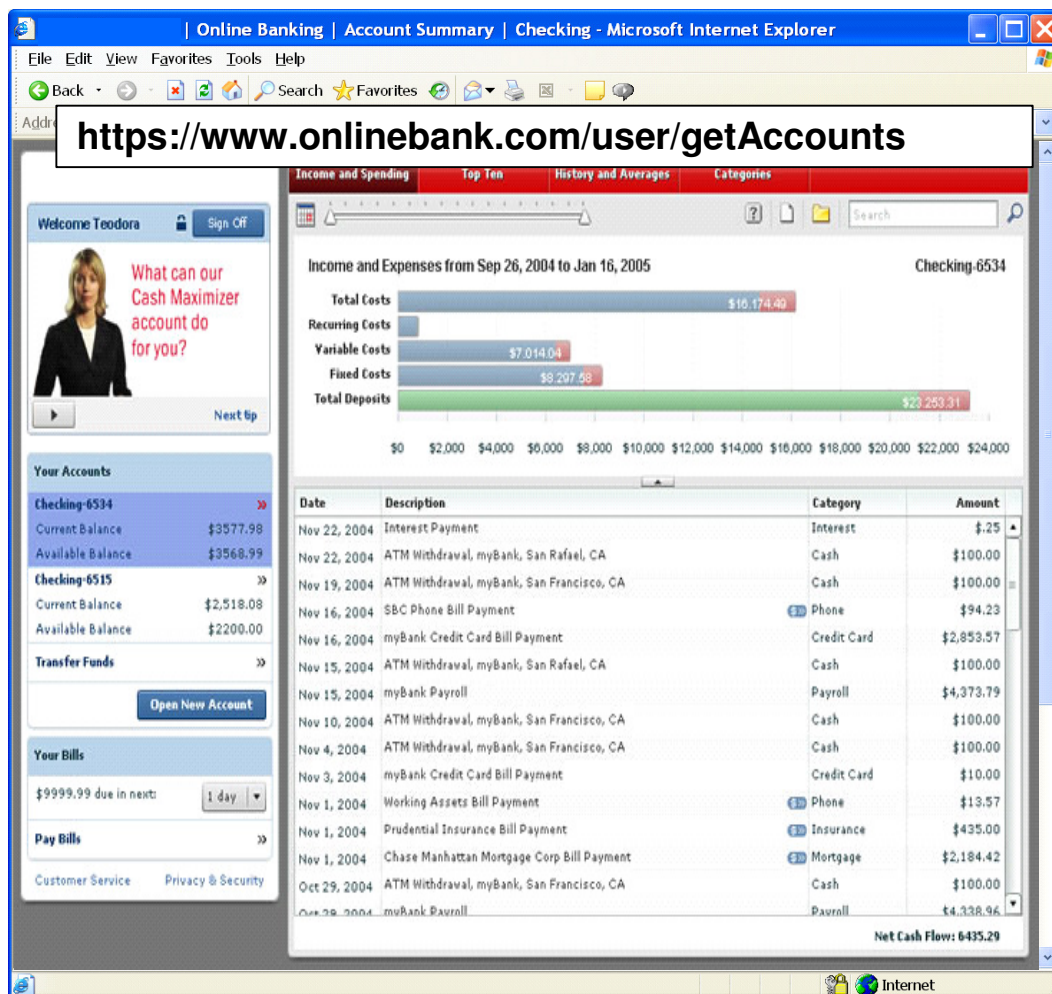 | Online Banking | Account Summary | Checking - Microsoft Internet Explorer
File Edit View Favorites Tools Help
Back Search Favorites
Addre
https://www.onlinebank.com/user/getAccounts
Income and Spending Top Ten History and Averages Categories
Welcome Teodora Sign Off
Search
What can our
Cash Maximizer
account do
for you?
Next tip
Income and Expenses from Sep 26, 2004 to Jan 16, 2005 Checking-6534
Total Costs $16,174.49
Recurring Costs
Variable Costs $7,014.04
Fixed Costs $8,297.58
Total Deposits $23,253.31
$0 $2,000 $4,000 $6,000 $8,000 $10,000 $12,000 $14,000 $16,000 $18,000 $20,000 $22,000 $24,000
Your Accounts
Checking-6534 »
Current Balance $3577.98
Available Balance $3568.99
Checking-6515 »
Current Balance $2,518.08
Available Balance $2200.00
Transfer Funds »
Open New Account
Your Bills
$9999.99 due in next: 1 day
Pay Bills »
Customer Service Privacy & Security
Date Description Category Amount
Nov 22, 2004 Interest Payment Interest $.25
Nov 22, 2004 ATM Withdrawal, myBank, San Rafael, CA Cash $100.00
Nov 19, 2004 ATM Withdrawal, myBank, San Francisco, CA Cash $100.00
Nov 16, 2004 SBC Phone Bill Payment Phone $94.23
Nov 16, 2004 myBank Credit Card Bill Payment Credit Card $2,853.57
Nov 15, 2004 ATM Withdrawal, myBank, San Rafael, CA Cash $100.00
Nov 15, 2004 myBank Payroll Payroll $4,373.79
Nov 10, 2004 ATM Withdrawal, myBank, San Francisco, CA Cash $100.00
Nov 4, 2004 ATM Withdrawal, myBank, San Francisco, CA Cash $100.00
Nov 3, 2004 myBank Credit Card Bill Payment Credit Card $10.00
Nov 1, 2004 Working Assets Bill Payment Phone $13.57
Nov 1, 2004 Prudential Insurance Bill Payment Insurance $435.00
Nov 1, 2004 Chase Manhattan Mortgage Corp Bill Payment Mortgage $2,184.42
Oct 29, 2004 ATM Withdrawal, myBank, San Francisco, CA Cash $100.00
Oct 29, 2004 myBank Payroll Payroll $4,338.96
Net Cash Flow: 6435.29
Internet